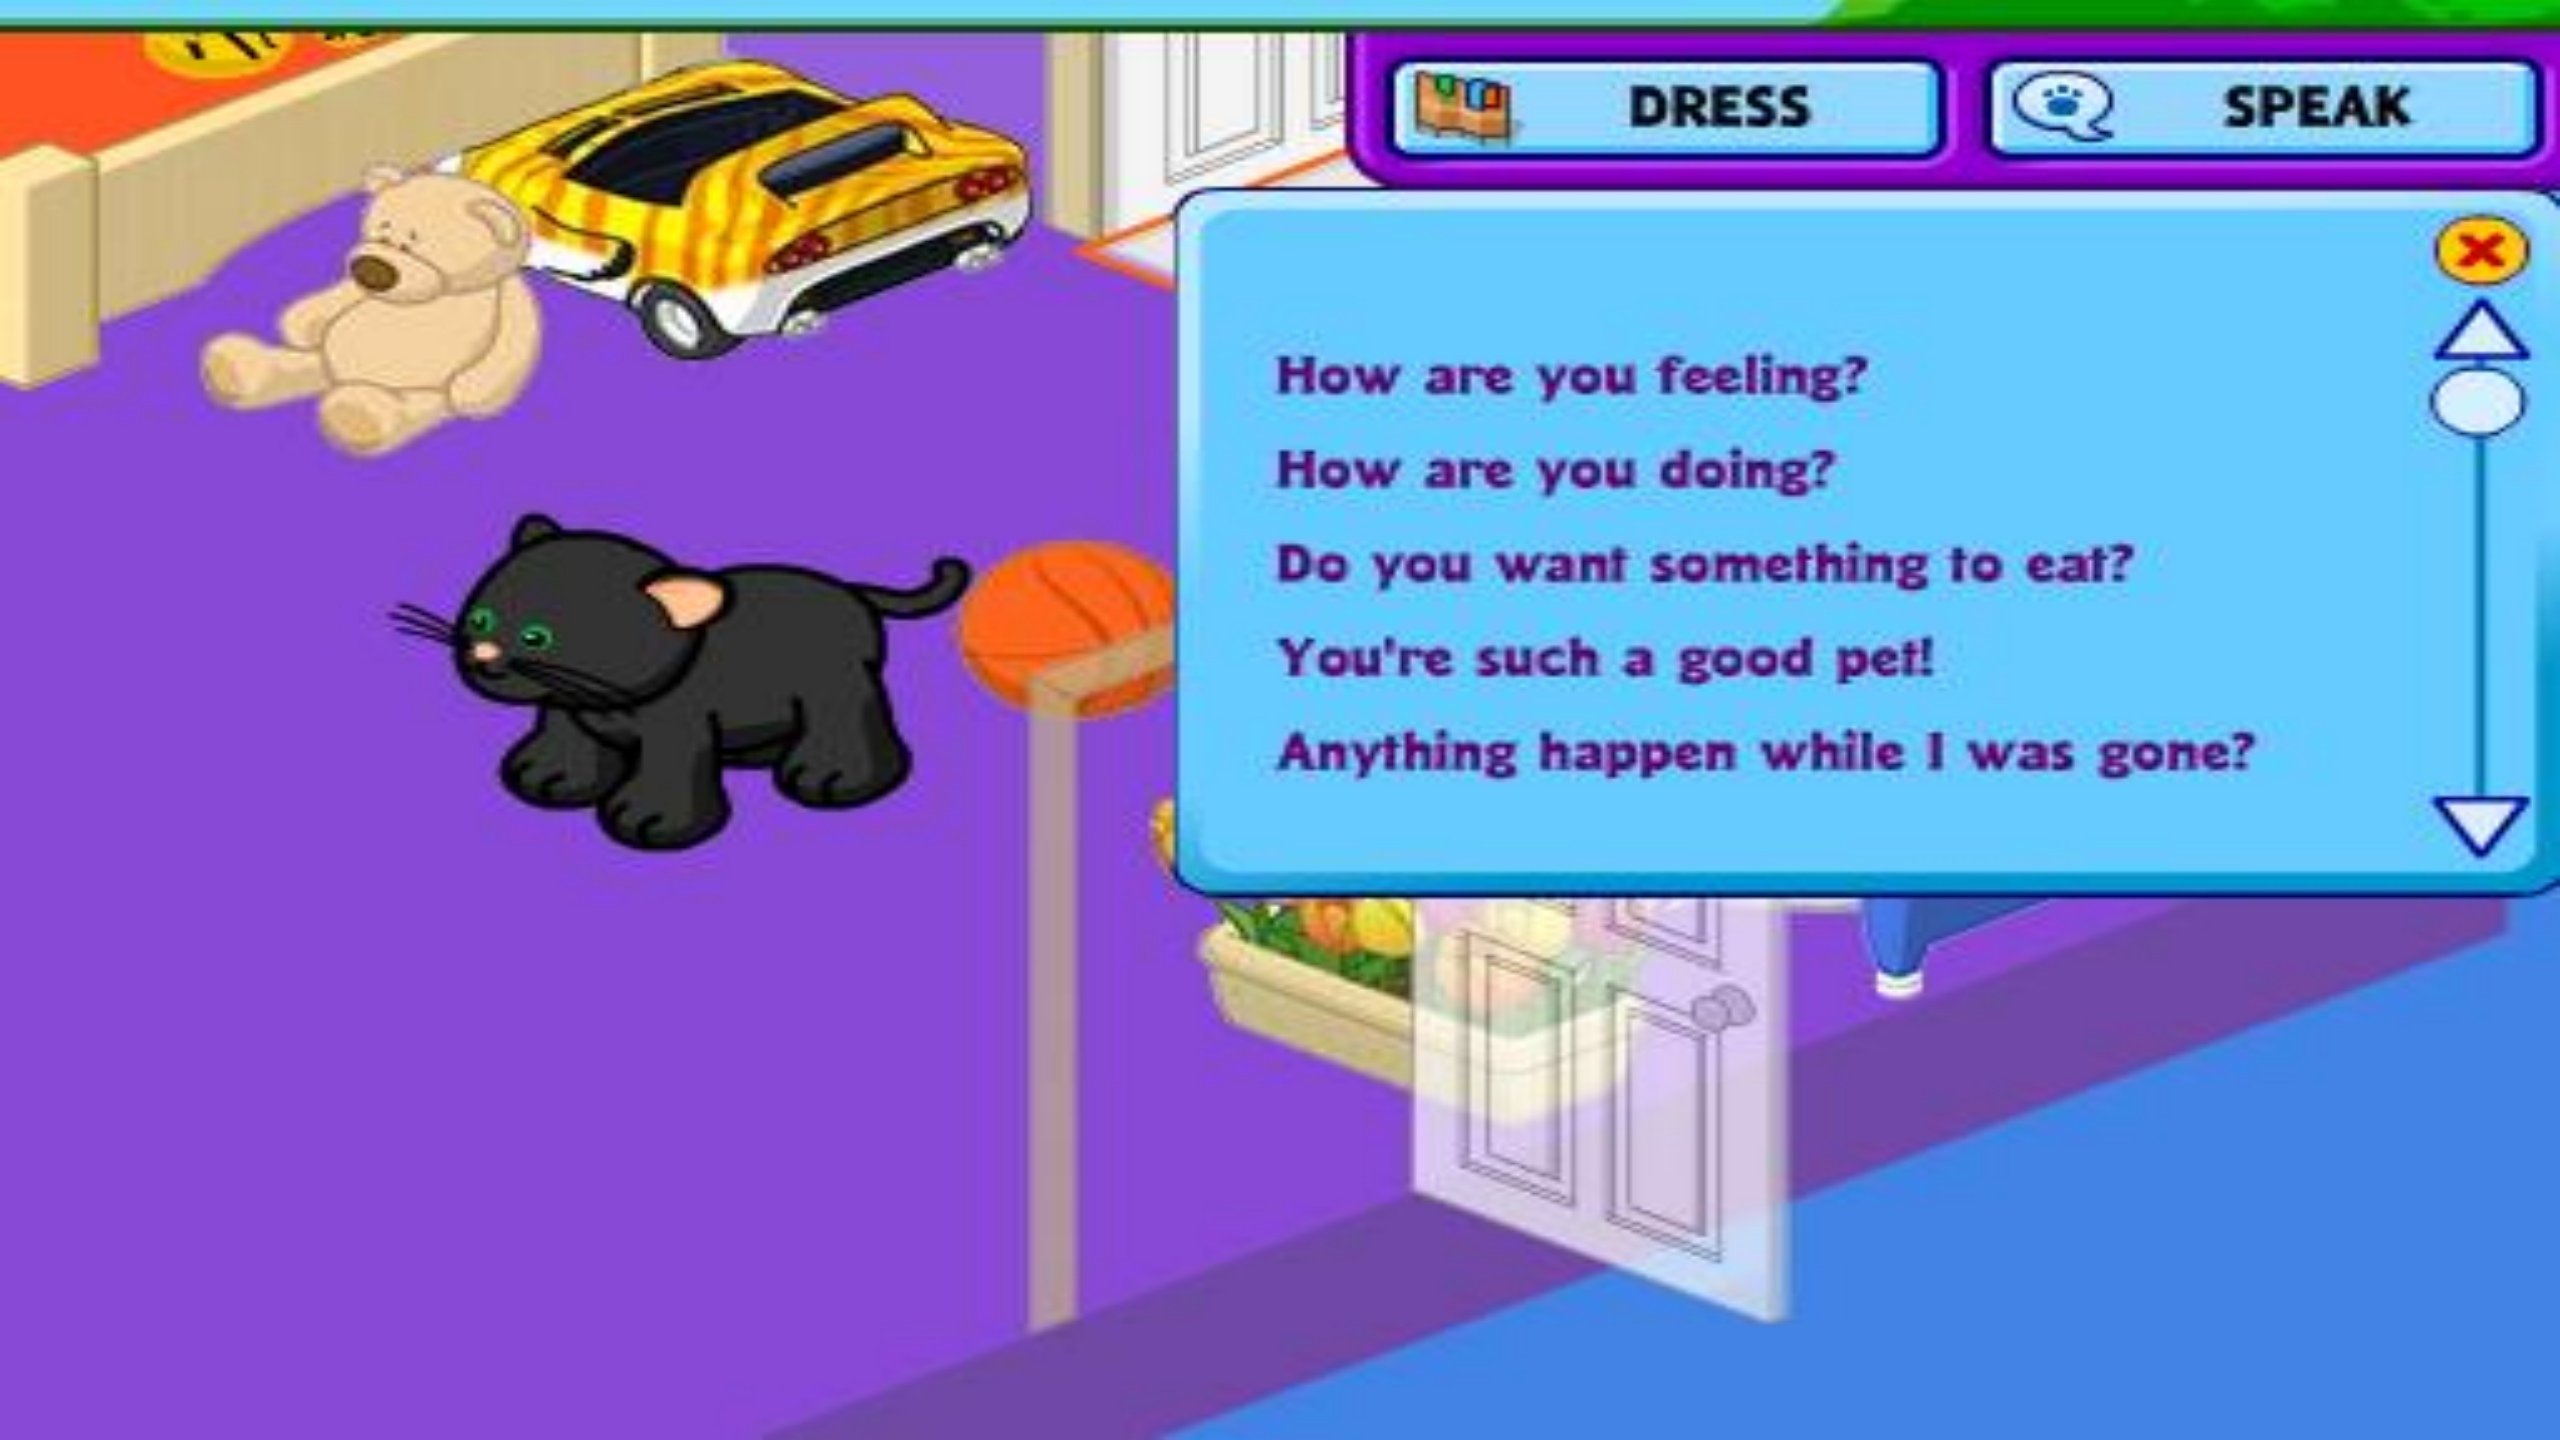 DRESS
SPEAK
How are you feeling?
How are you doing?
Do you want something to eat?
You're such a good pet!
Anything happen while I was gone?